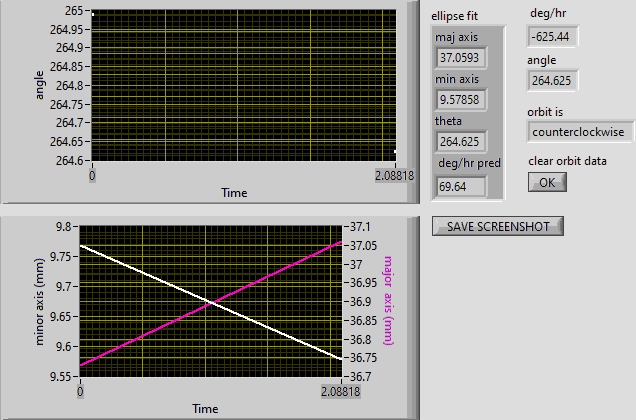 265
264.95
264.9
264.85
264.8
264.75
264.7
264.65
264.6
angle
0
2.08818
Time
ellipse fit
maj axis
37.0593
min axis
9.57858
theta
264.625
deg/hr pred
69.64
deg/hr
-625.44
angle
264.625
orbit is
counterclockwise
clear orbit data
OK
SAVE SCREENSHOT
9.8
9.75
9.7
9.65
9.6
9.55
minor axis (mm)
37.1
37.05
37
36.95
36.9
36.85
36.8
36.75
36.7
major axis (mm)
0
2.08818
Time